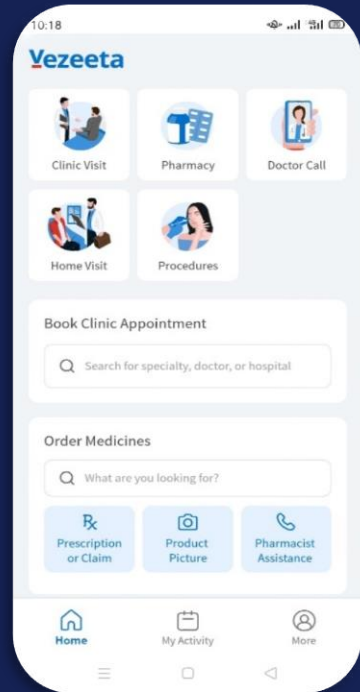 10:18
Vezeeta
Clinic Visit
Pharmacy
Doctor Call
Home Visit
Procedures
Book Clinic Appointment
Search for specialty, doctor, or hospital
Order Medicines
What are you looking for?
Prescription
or Claim
Product
Picture
Pharmacist
Assistance
Home
My Activity
More